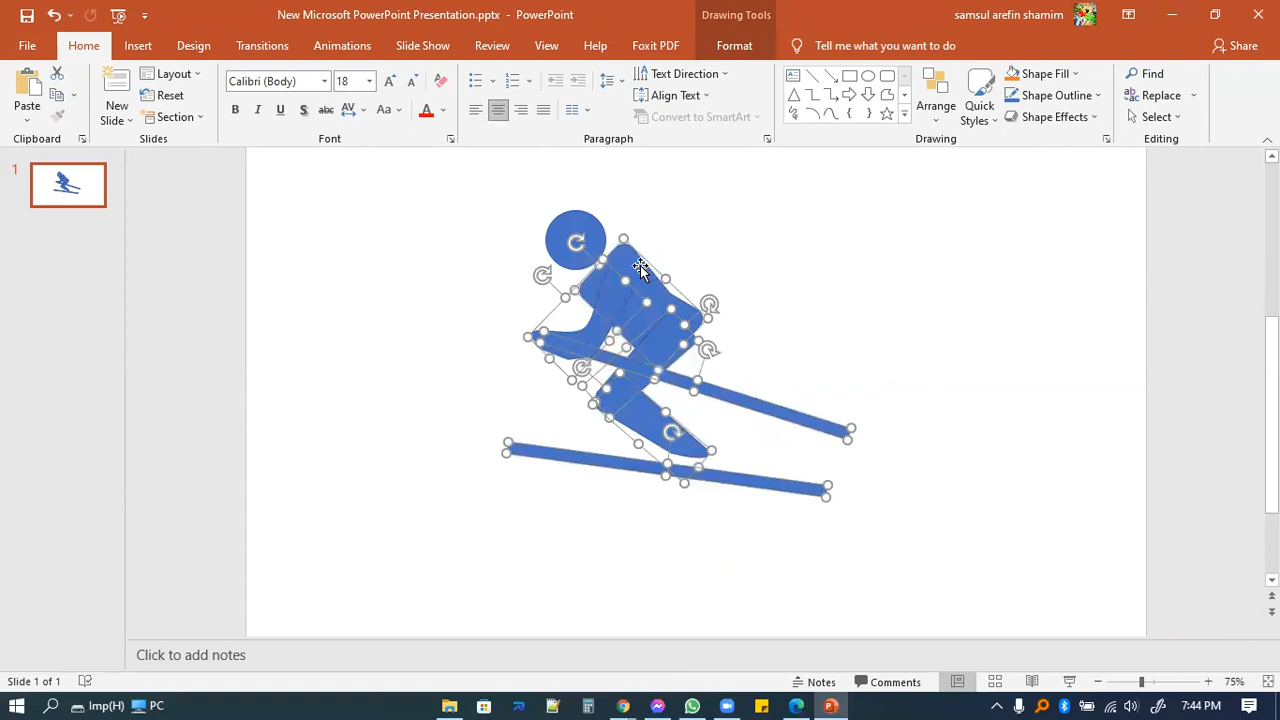 New Microsoft PowerPoint Presentation.pptx - PowerPoint
Drawing Tools
samsul arefin shamim
File Home Insert Design Transitions Animations Slide Show Review View Help Foxit PDF Format Tell me what you want to do Share
Paste
Clipboard
New
Slide
Layout
Reset
Section
Slides
Calibri (Body) 18
B I U S abc AV Aa A
Font
Text Direction
Align Text
Convert to SmartArt
Paragraph
Arrange
Quick
Styles
Shape Fill
Shape Outline
Shape Effects
Drawing
Find
Replace
Select
Editing
1
Click to add notes
Slide 1 of 1
Notes Comments 75%
Imp(H) PC
7:44 PM